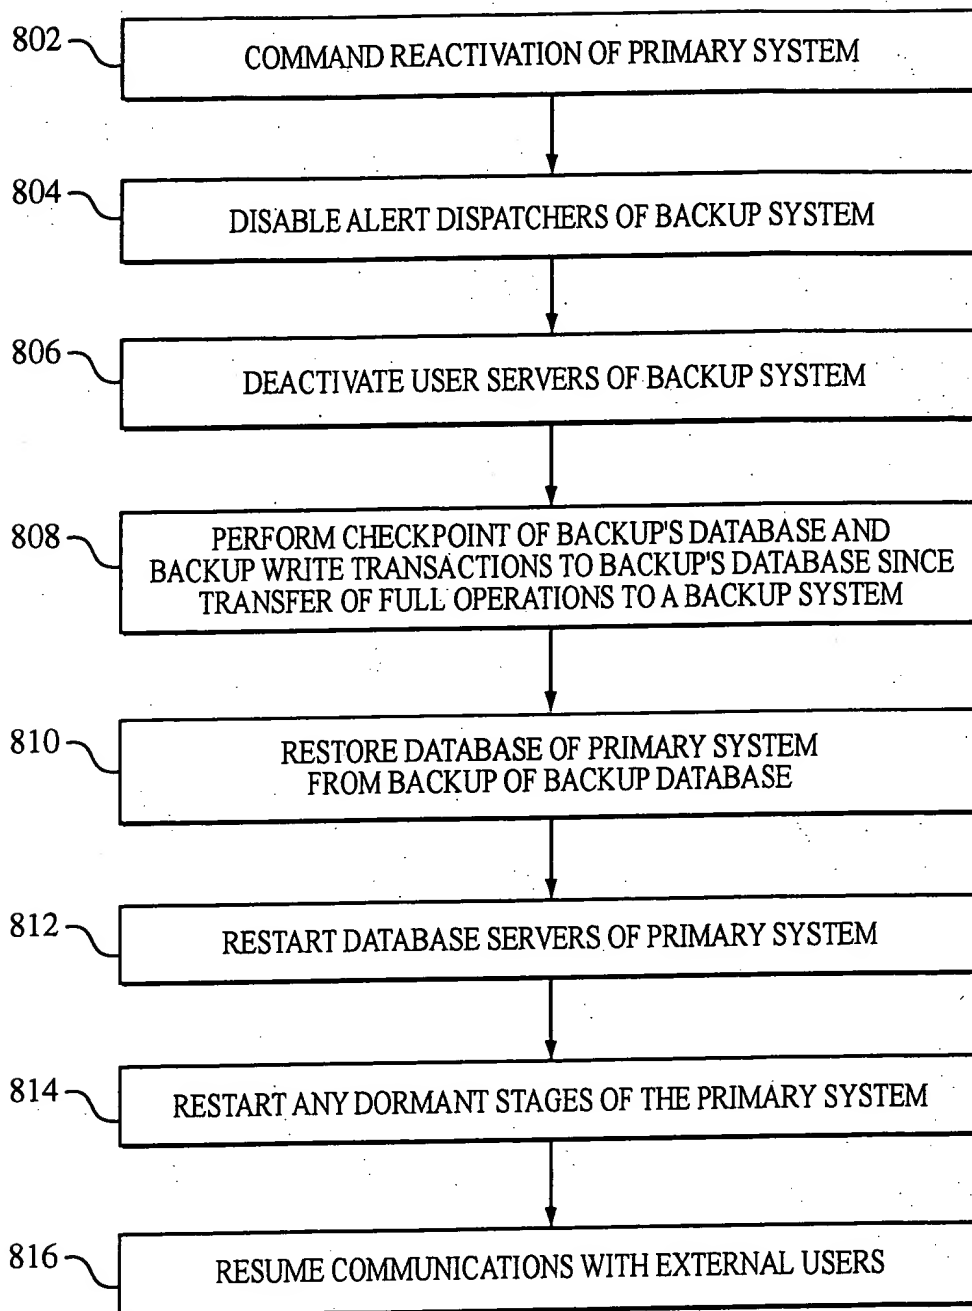 802
COMMAND REACTIVATION OF PRIMARY SYSTEM
804
DISABLE ALERT DISPATCHERS OF BACKUP SYSTEM
806
DEACTIVATE USER SERVERS OF BACKUP SYSTEM
808
PERFORM CHECKPOINT OF BACKUP'S DATABASE AND
BACKUP WRITE TRANSACTIONS TO BACKUP'S DATABASE SINCE
TRANSFER OF FULL OPERATIONS TO A BACKUP SYSTEM
810
RESTORE DATABASE OF PRIMARY SYSTEM
FROM BACKUP OF BACKUP DATABASE
812
RESTART DATABASE SERVERS OF PRIMARY SYSTEM
814
RESTART ANY DORMANT STAGES OF THE PRIMARY SYSTEM
816
RESUME COMMUNICATIONS WITH EXTERNAL USERS